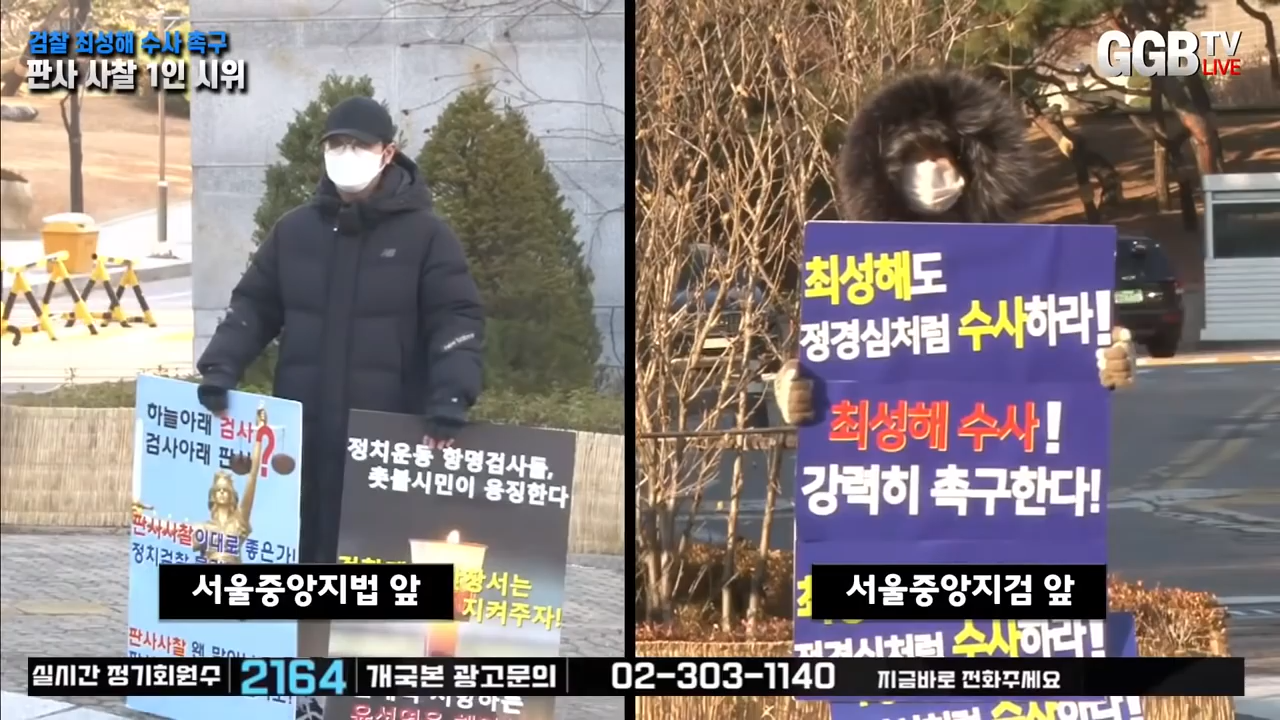 검찰 최성해 수사 촉구
판사 사찰 1인 시위
GGB TV
LIVE
하늘아래 검사
검사아래 판사?
판사사찰이대로 좋은가!
정치검찰
판사사찰 왠
정치운동 항명검사들,
촛불시민이 응징한다
장서는
지켜주자!
최성해도
정경심처럼 수사하라!
최성해 수사!
강력히 촉구한다!
정경심처럼 수사하라!
서울중앙지법 앞
서울중앙지검 앞
실시간 정기회원수 2164 개국본 광고문의 02-303-1140 지금바로 전화주세요